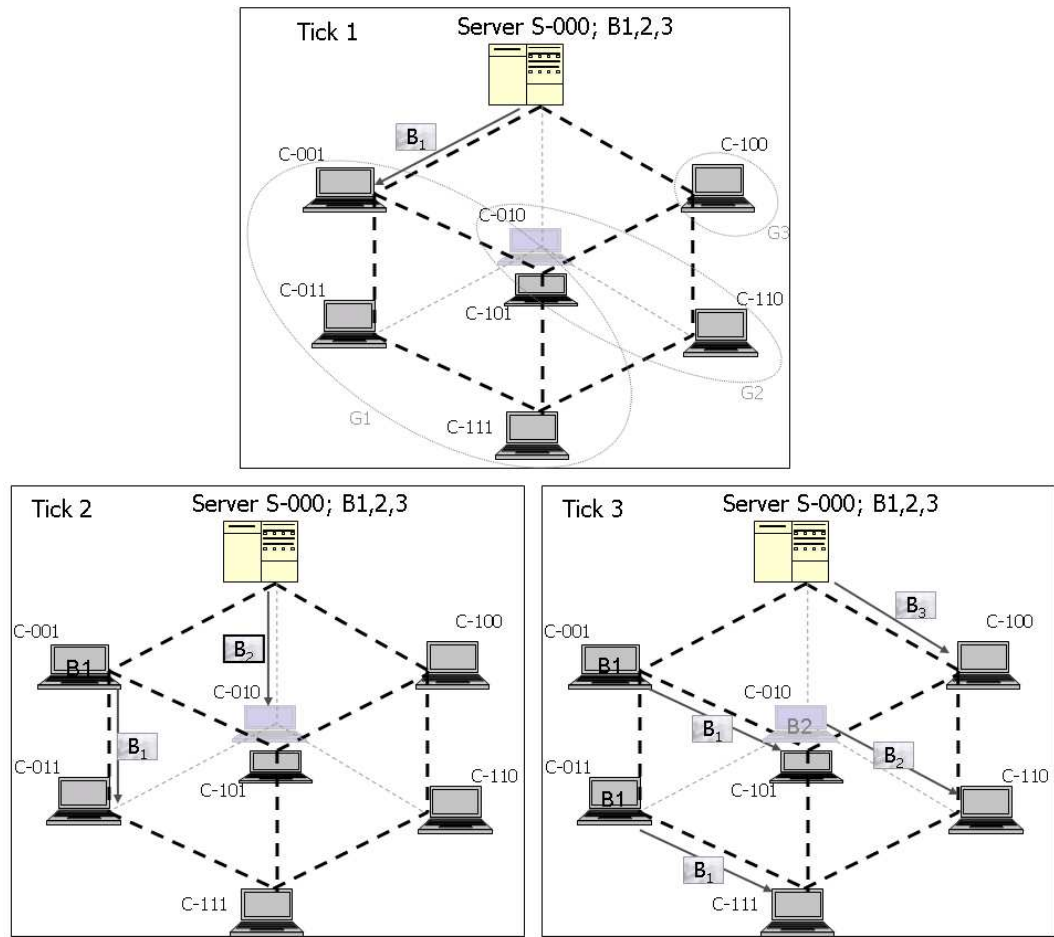 Tick 1
Server S-000; B1,2,3
B1
C-001
C-100
C-010
G3
C-011
C-101
C-110
G1
G2
C-111
Tick 2
Server S-000; B1,2,3
C-001
B1
B2
C-100
C-010
B1
C-011
C-101
C-110
C-111
Tick 3
Server S-000; B1,2,3
B3
C-001
C-100
B1
C-010
B1
B2
B2
C-011
C-101
C-110
B1
B1
C-111